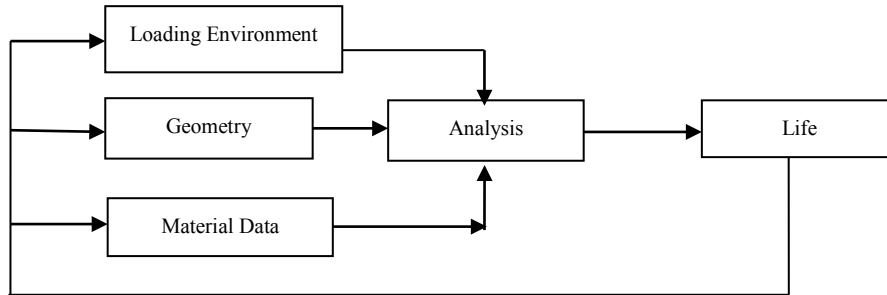 Loading Environment
Geometry
Analysis
Life
Material Data